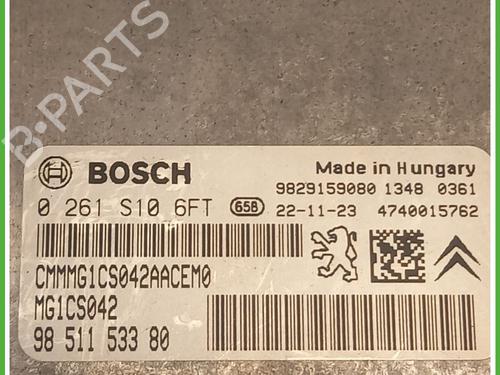 B-PARTS
BOSCH
Made in Hungary
9829159080 1348 0361
0 261 S10 6FT 658 22-11-23 4740015762
CMMMG1CS042AACEM0
MG1CS042
98 511 533 80